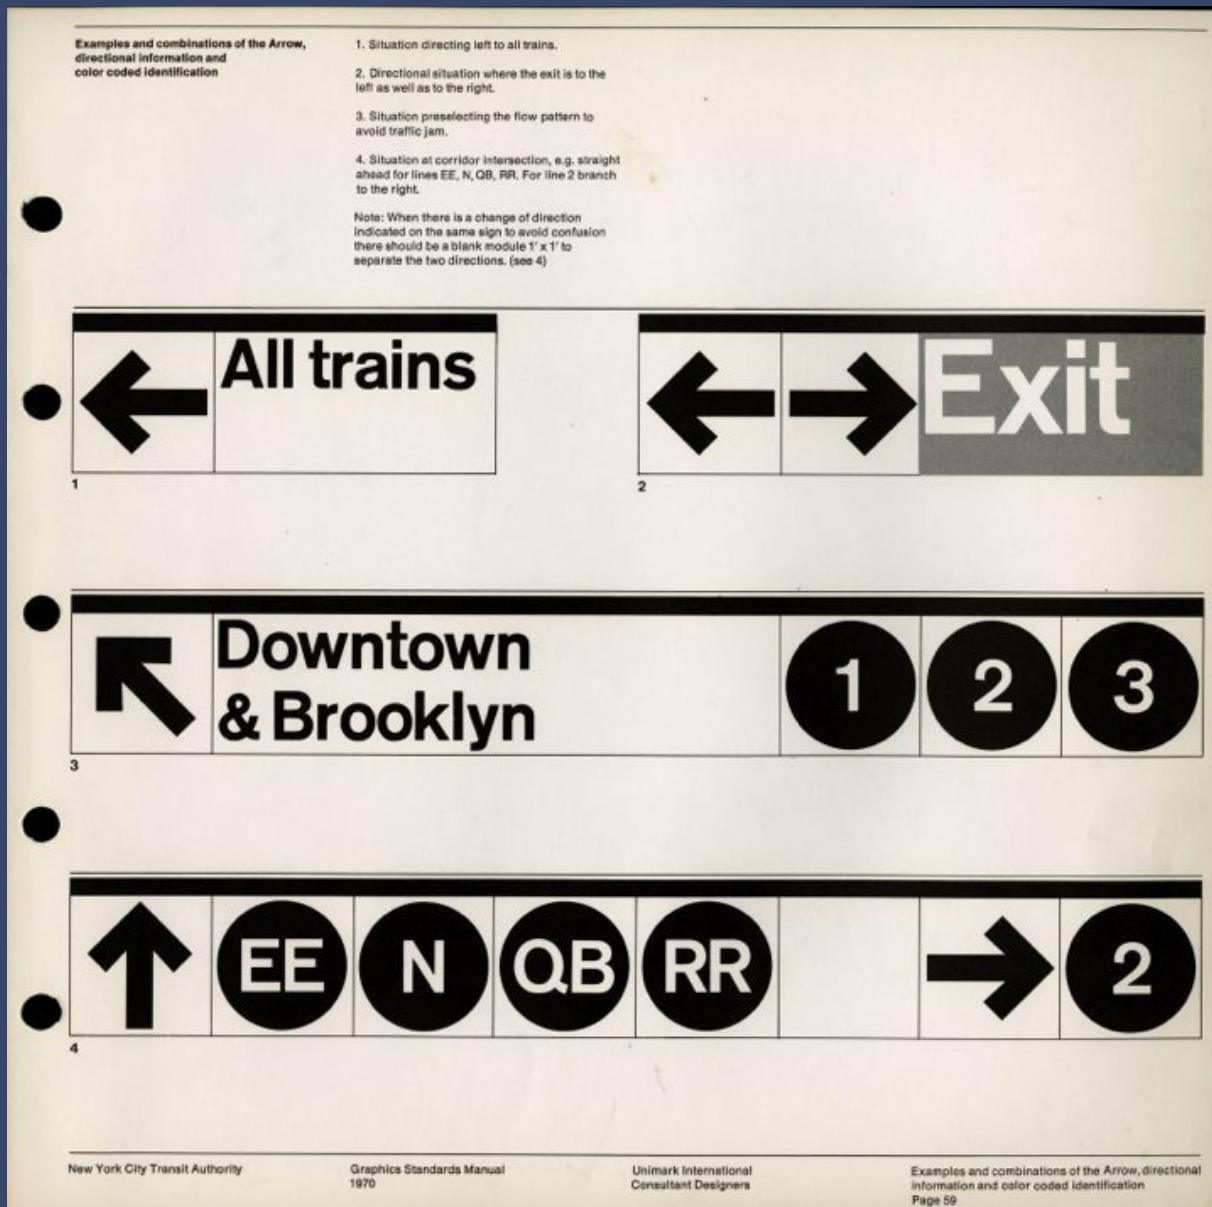 Examples and combinations of the Arrow,
directional information and
color coded identification
1. Situation directing left to all trains.
2. Directional situation where the exit is to the
left as well as to the right.
3. Situation preselecting the flow pattern to
avoid traffic jam.
4. Situation at corridor intersection, e.g. straight
ahead for lines EE, N, QB, RR. For line 2 branch
to the right.
Note: When there is a change of direction
indicated on the same sign to avoid confusion
there should be a blank module 1' x 1' to
separate the two directions. (see 4)
All trains
1
Exit
2
Downtown
& Brooklyn
1 2 3
3
EE N QB RR 2
4
New York City Transit Authority
Graphics Standards Manual
1970
Unimark International
Consultant Designers
Examples and combinations of the Arrow, directional
information and color coded identification
Page 59